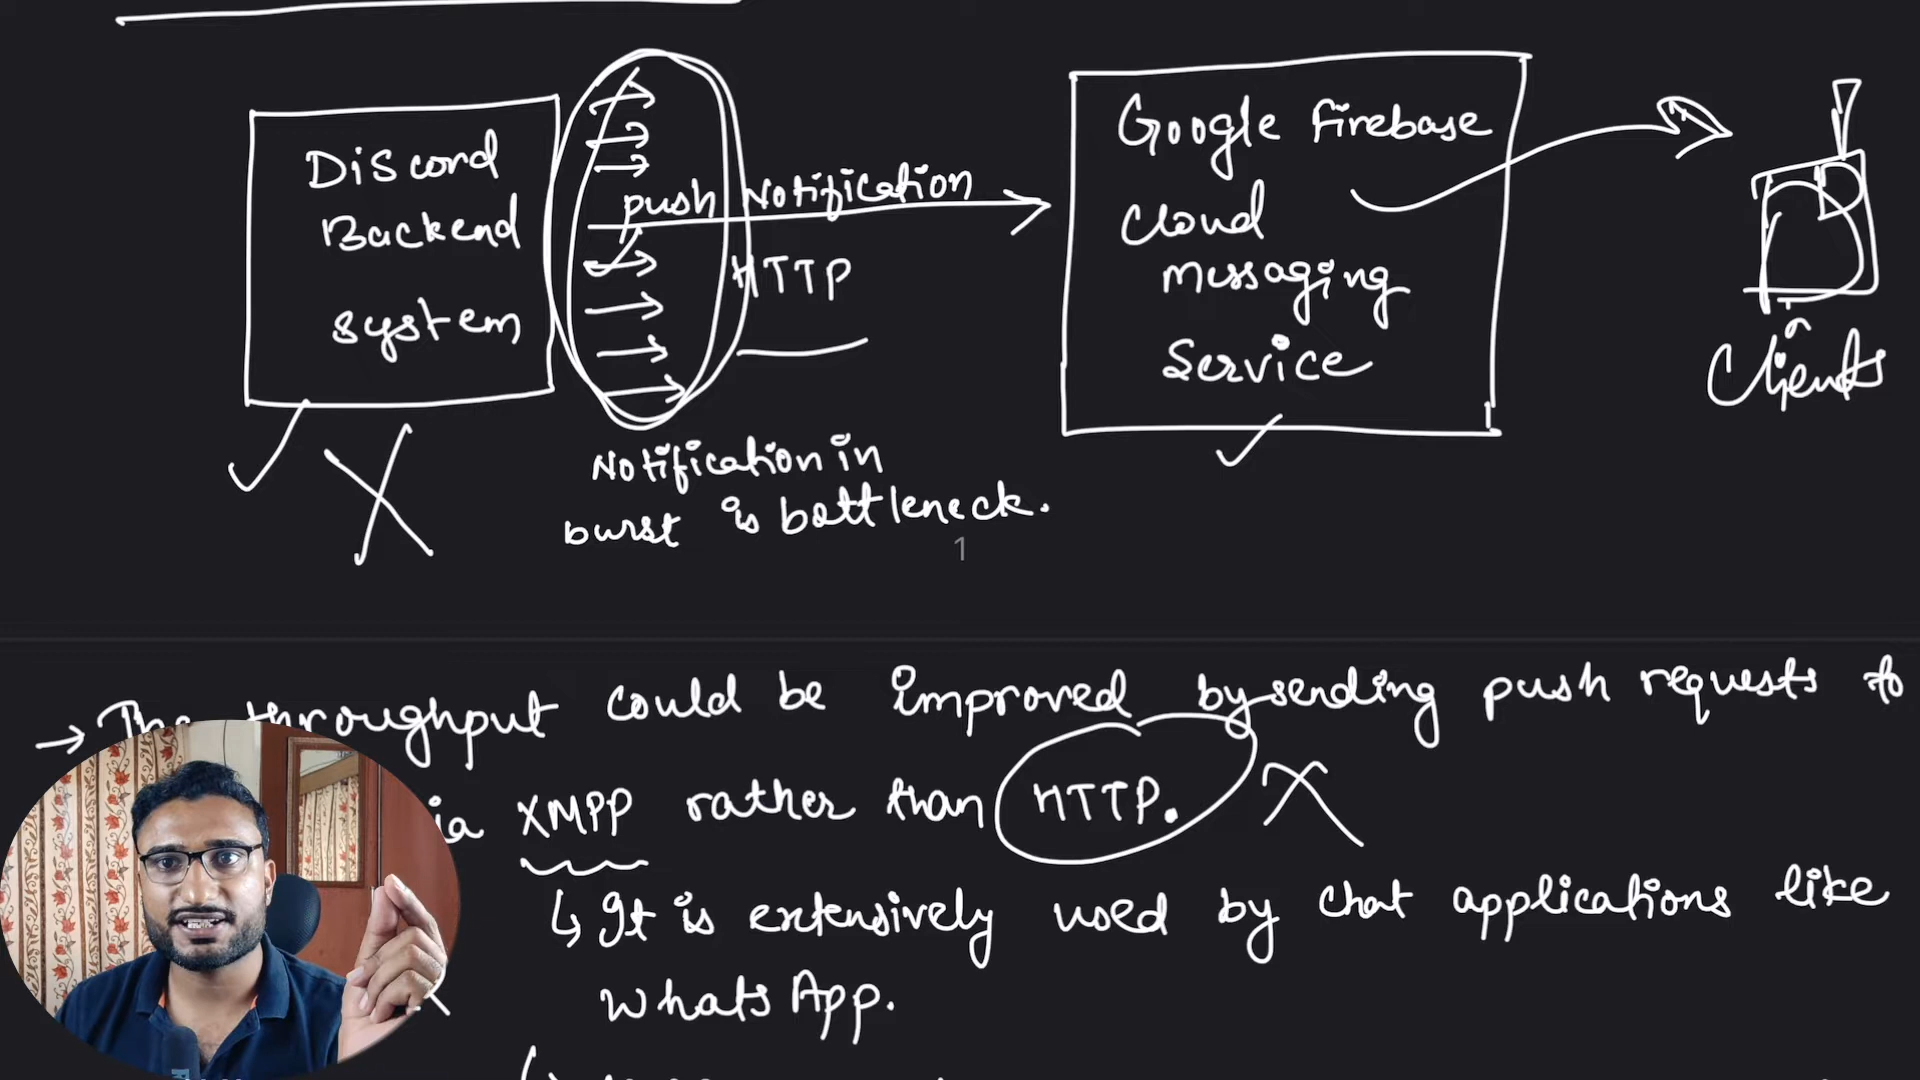 Discord
Backend
System
push Notification
HTTP
Notification in
burst is bottleneck.
Google Firebase
Cloud
Messaging
Service
Clients
1
→ The throughput could be improved by sending push requests to
via XMPP rather than HTTP.
↳ It is extensively used by chat applications like
WhatsApp.